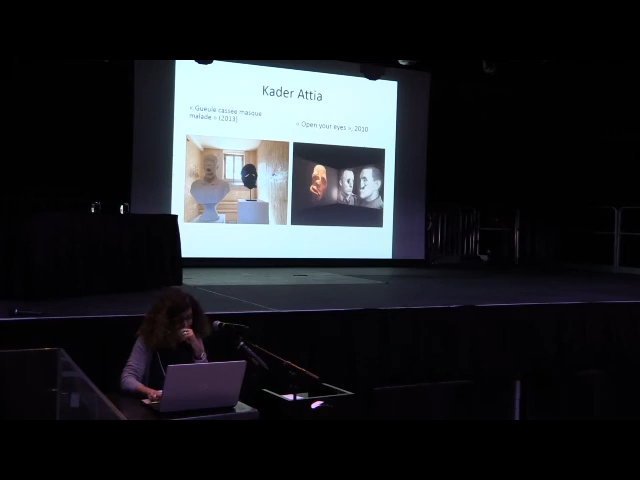 Kader Attia
« Gueule cassée masque
malade » (2013)
« Open your eyes », 2010